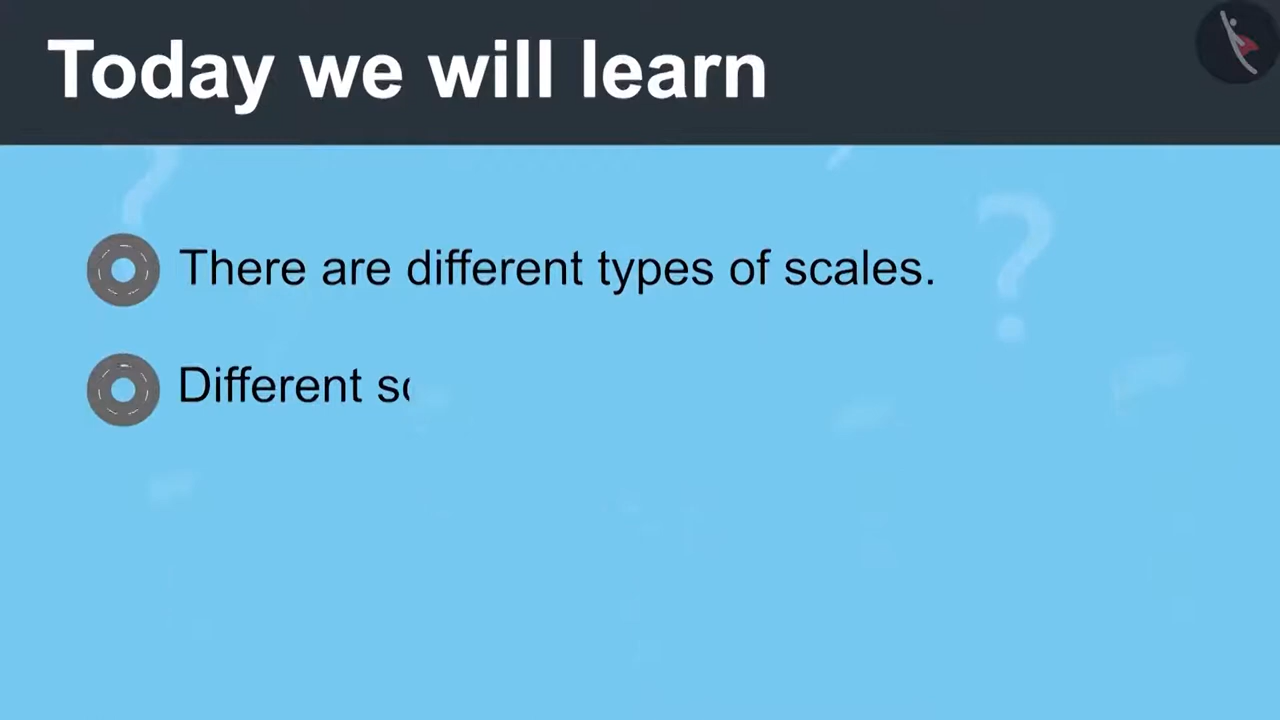 Today we will learn
There are different types of scales.
Different